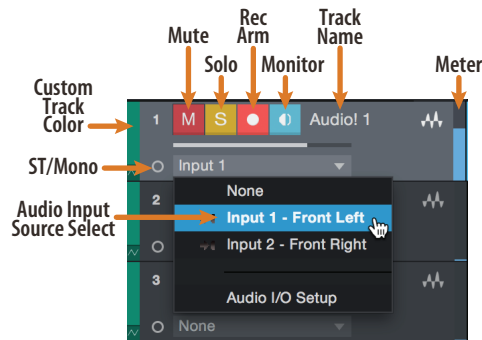 Mute
Rec
Arm
Track
Name
Solo
Monitor
Meter
Custom
Track
Color
1
M
S
Audio! 1
ST/Mono
Input 1
None
2
Audio Input
Source Select
Input 1 - Front Left
Input 2 - Front Right
3
Audio I/O Setup
None